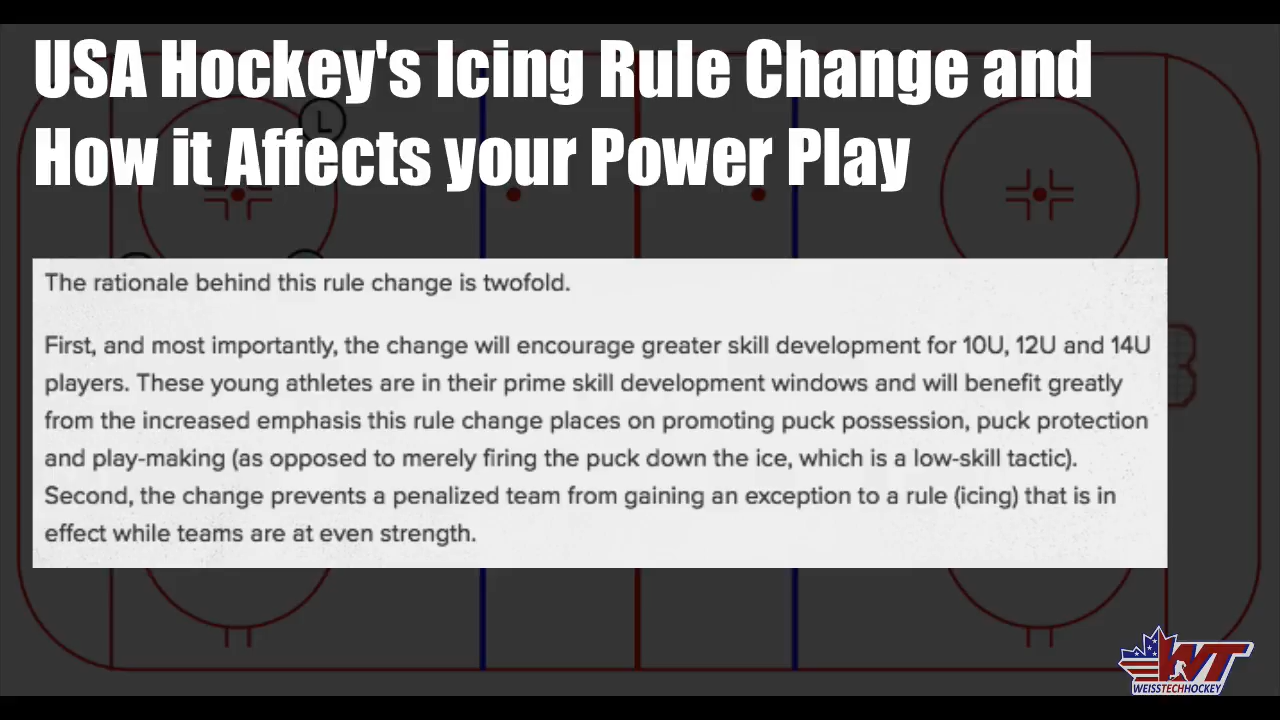 USA Hockey's Icing Rule Change and
How it Affects your Power Play
L
The rationale behind this rule change is twofold.
First, and most importantly, the change will encourage greater skill development for 10U, 12U and 14U
players. These young athletes are in their prime skill development windows and will benefit greatly
from the increased emphasis this rule change places on promoting puck possession, puck protection
and play-making (as opposed to merely firing the puck down the ice, which is a low-skill tactic).
Second, the change prevents a penalized team from gaining an exception to a rule (icing) that is in
effect while teams are at even strength.
WT
WEISSTECHHOCKEY